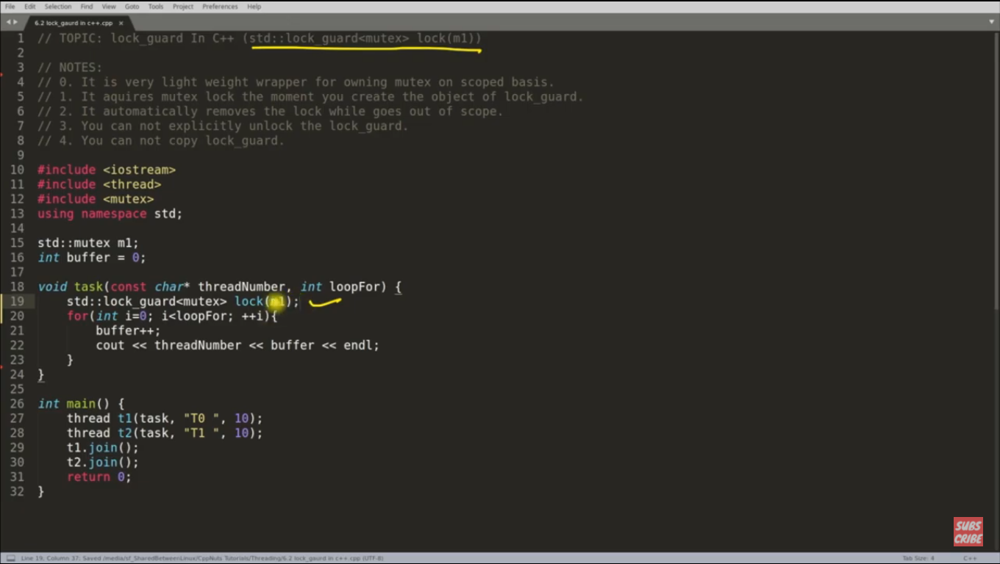 File Edit Selection Find View Goto Tools Project Preferences Help
6.2 lock_gaurd in c++.cpp ×
1 // TOPIC: lock_guard In C++ (std::lock_guard<mutex> lock(m1))
2
3 // NOTES:
4 // 0. It is very light weight wrapper for owning mutex on scoped basis.
5 // 1. It aquires mutex lock the moment you create the object of lock_guard.
6 // 2. It automatically removes the lock while goes out of scope.
7 // 3. You can not explicitly unlock the lock_guard.
8 // 4. You can not copy lock_guard.
9
10 #include <iostream>
11 #include <thread>
12 #include <mutex>
13 using namespace std;
14
15 std::mutex m1;
16 int buffer = 0;
17
18 void task(const char* threadNumber, int loopFor) {
19 std::lock_guard<mutex> lock(m1);
20 for(int i=0; i<loopFor; ++i){
21 buffer++;
22 cout << threadNumber << buffer << endl;
23 }
24 }
25
26 int main() {
27 thread t1(task, "T0 ", 10);
28 thread t2(task, "T1 ", 10);
29 t1.join();
30 t2.join();
31 return 0;
32 }
SUBS
CRIBE
Line 19, Column 37; Saved /media/sf_SharedBetweenLinux/CppNuts Tutorials/Threading/6.2 lock_gaurd in c++.cpp (UTF-8) Tab Size: 4 C++